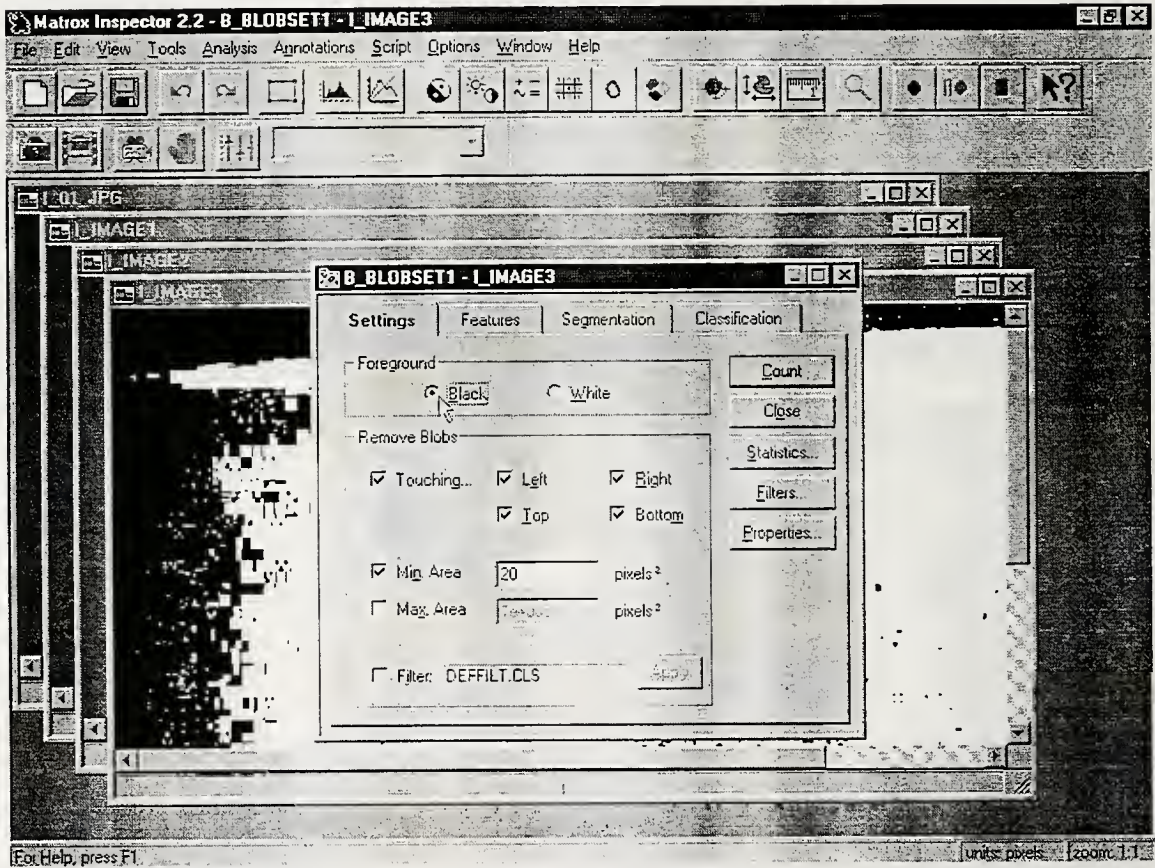 Matrox Inspector 2.2 - B_BLOBSET1 - I_IMAGE3
File Edit View Tools Analysis Annotations Script Options Window Help
I_01_JPG
I_IMAGE1
I_IMAGE2
I_IMAGE3
B_BLOBSET1 - I_IMAGE3
Settings Features Segmentation Classification
Foreground
Black White
Count
Close
Remove Blobs
Statistics...
Touching... Left Right
Filters...
Top Bottom
Properties...
Min. Area 20 pixels²
Max. Area pixels²
Filter: DEFFILT.CLS Apply
For Help, press F1 units: pixels zoom: 1:1